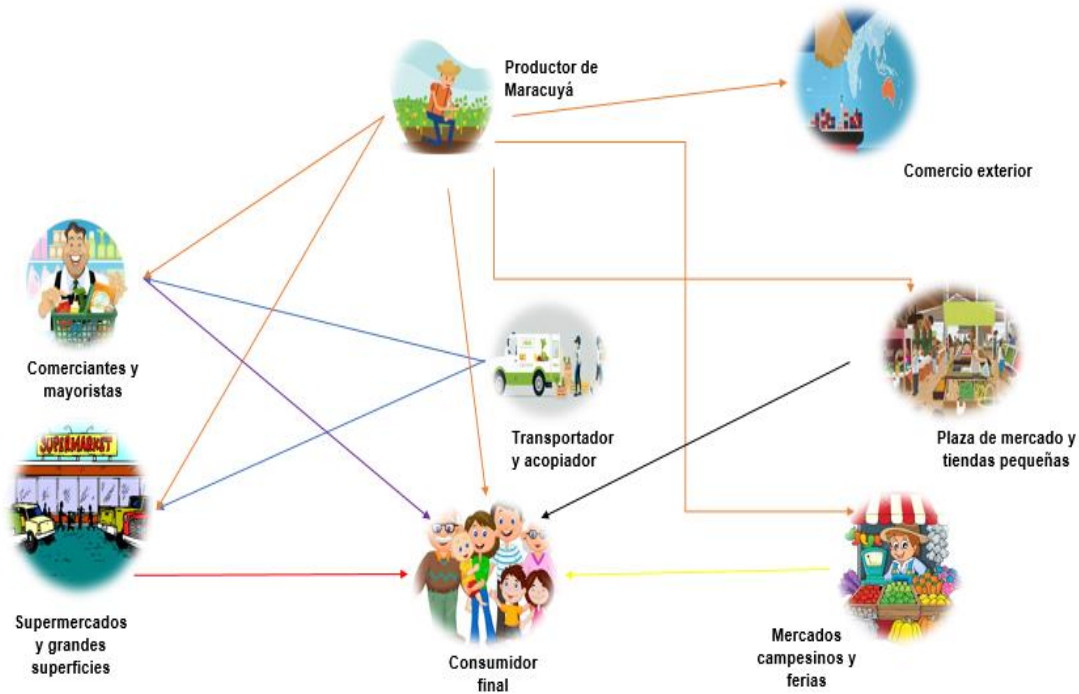 Productor de
Maracuyá
Comercio exterior
Comerciantes y
mayoristas
Transportador
y acopiador
Plaza de mercado y
tiendas pequeñas
SUPERMARKET
Supermercados
y grandes
superficies
Consumidor
final
Mercados
campesinos y
ferias